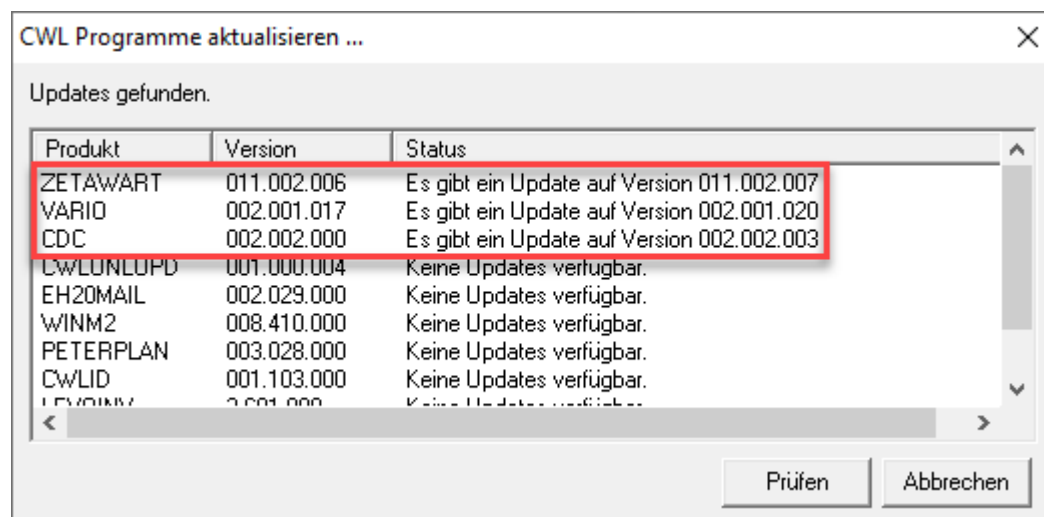 CWL Programme aktualisieren ...
Updates gefunden.
Produkt Version Status
ZETAWART 011.002.006 Es gibt ein Update auf Version 011.002.007
VARIO 002.001.017 Es gibt ein Update auf Version 002.001.020
CDC 002.002.000 Es gibt ein Update auf Version 002.002.003
CWLONLUPD 001.000.004 Keine Updates verfügbar.
EH20MAIL 002.029.000 Keine Updates verfügbar.
WINM2 008.410.000 Keine Updates verfügbar.
PETERPLAN 003.028.000 Keine Updates verfügbar.
CWLID 001.103.000 Keine Updates verfügbar.
Keine Updates verfügbar.
Prüfen Abbrechen